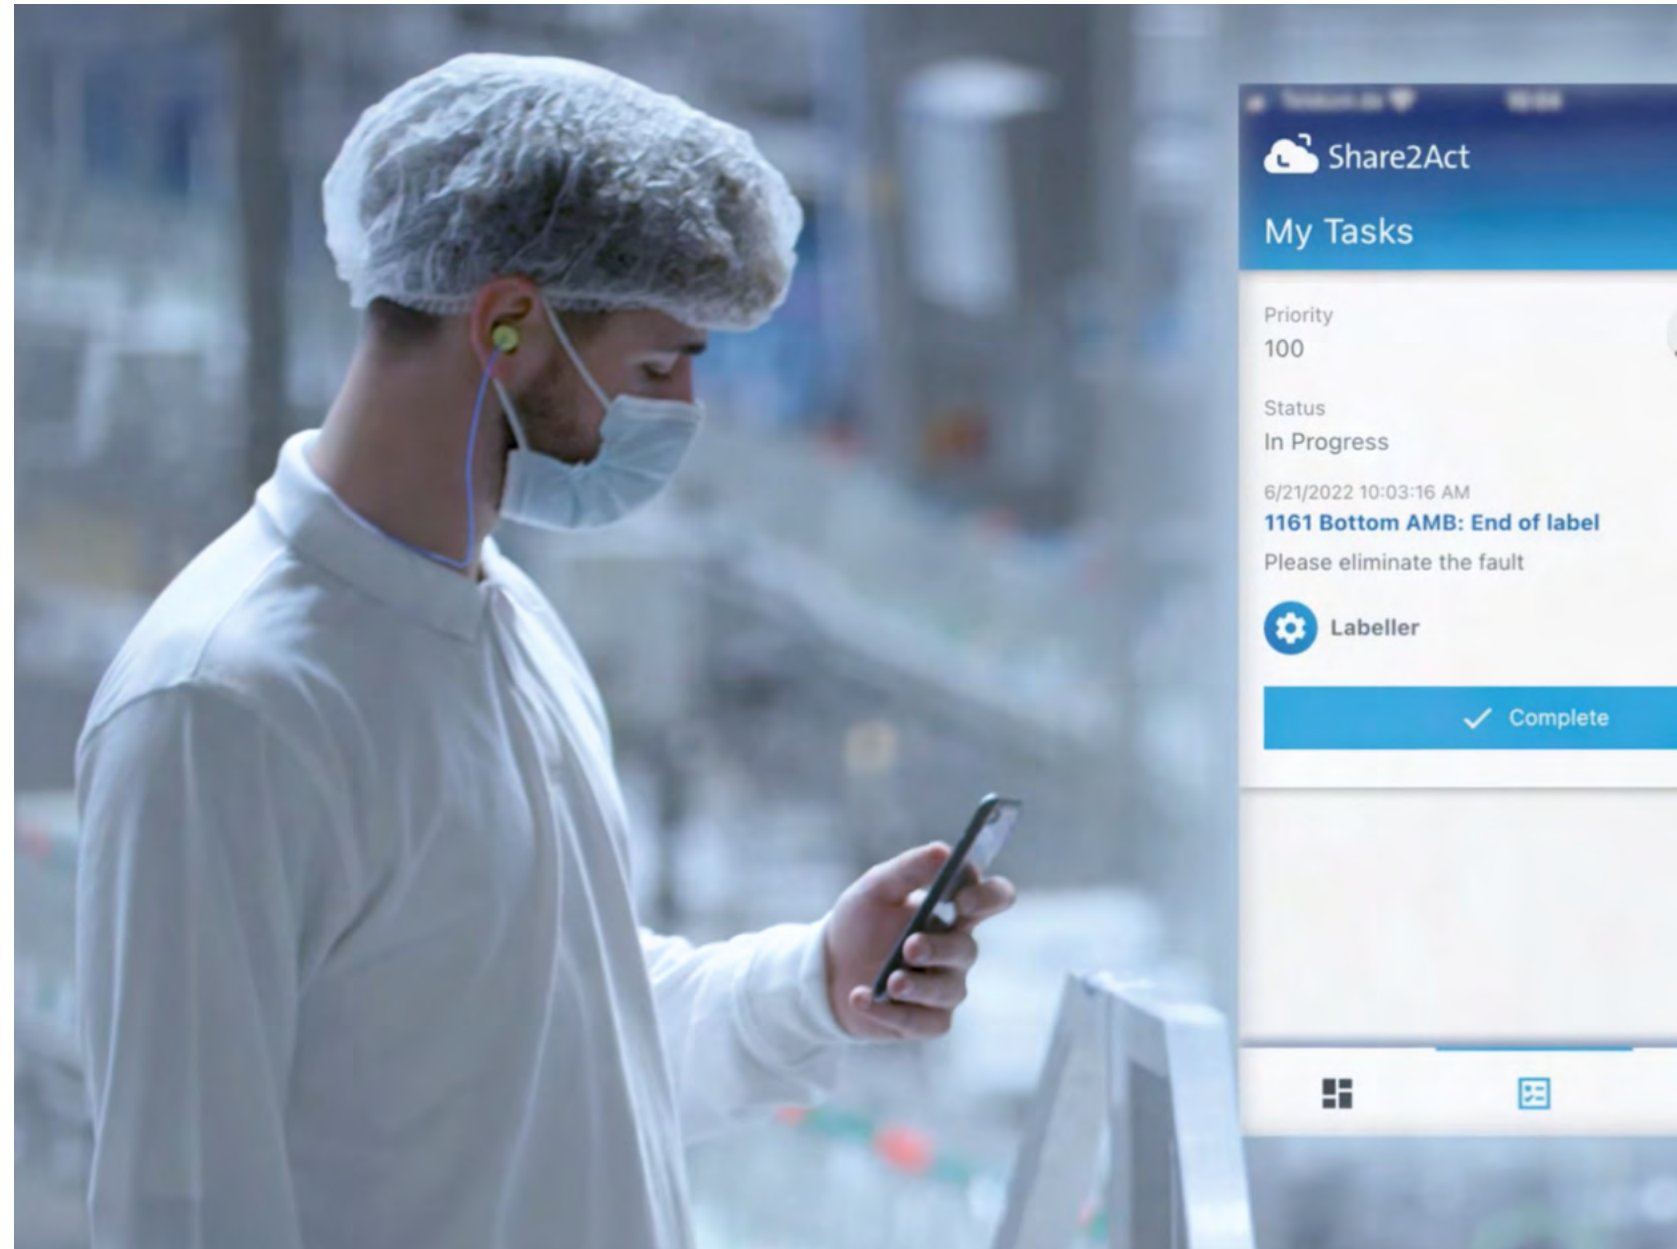 Share2Act
My Tasks
Priority
100
Status
In Progress
6/21/2022 10:03:16 AM
1161 Bottom AMB: End of label
Please eliminate the fault
Labeller
Complete